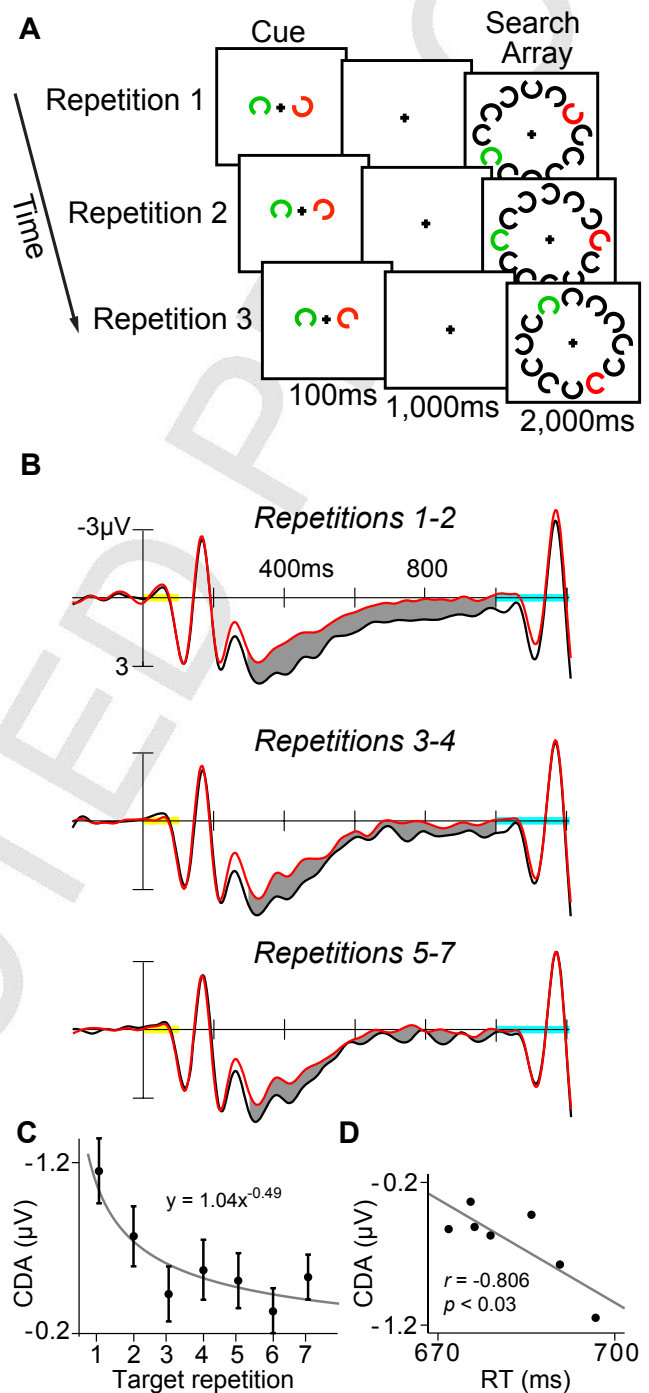 A
Cue
Search
Array
Repetition 1
Repetition 2
Repetition 3
Time
100ms
1,000ms
2,000ms
B
Repetitions 1-2
-3μV
400ms
800
3
Repetitions 3-4
Repetitions 5-7
C
-1.2
CDA (μV)
y = 1.04x^-0.49
-0.2
1 2 3 4 5 6 7
Target repetition
D
-0.2
CDA (μV)
r = -0.806
p < 0.03
-1.2
670 700
RT (ms)